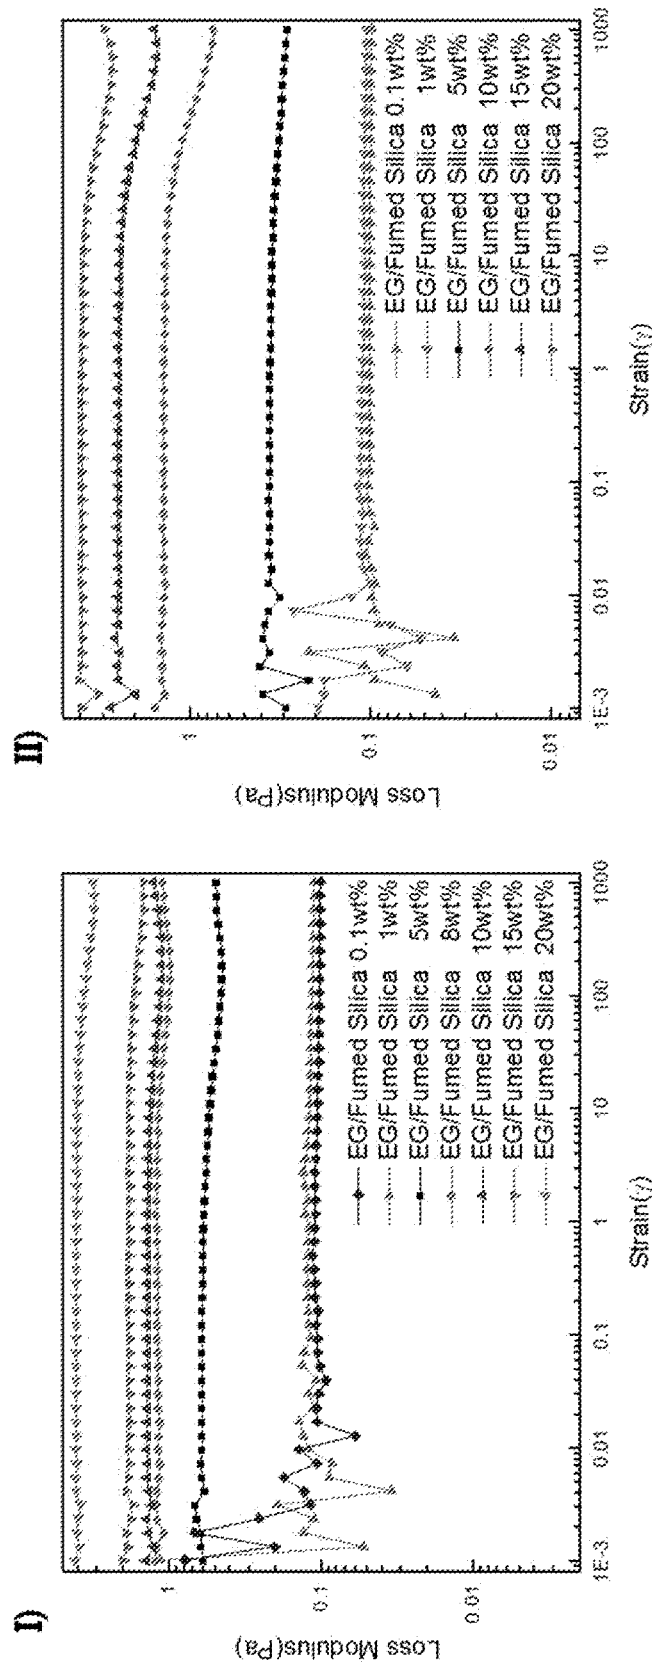 I)
Loss Modulus(Pa)
1
0.1
0.01
EG/Fumed Silica 0.1wt%
EG/Fumed Silica 1wt%
EG/Fumed Silica 5wt%
EG/Fumed Silica 8wt%
EG/Fumed Silica 10wt%
EG/Fumed Silica 15wt%
EG/Fumed Silica 20wt%
1E-3 0.01 0.1 1 10 100 1000
Strain(γ)
II)
Loss Modulus(Pa)
1
0.1
0.01
EG/Fumed Silica 0.1wt%
EG/Fumed Silica 1wt%
EG/Fumed Silica 5wt%
EG/Fumed Silica 10wt%
EG/Fumed Silica 15wt%
EG/Fumed Silica 20wt%
1E-3 0.01 0.1 1 10 100 1000
Strain(γ)